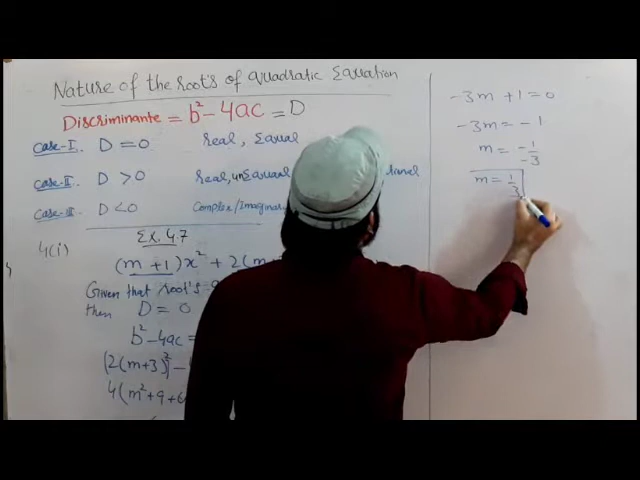 Nature of the root's of Quadratic Equation
Discriminante = b² - 4ac = D
case-I. D = 0 real, Equal
case-II. D > 0 Real, unEqual
case-III. D < 0 Complex/Imaginar
Ex. 4.7
4(i)
(m + 1)x² + 2(m
Given that root's
then D = 0
b² - 4ac =
(2(m+3)²) -
4(m² + 9 + 6
-3m + 1 = 0
-3m = -1
m = -1/-3
m = 1/3